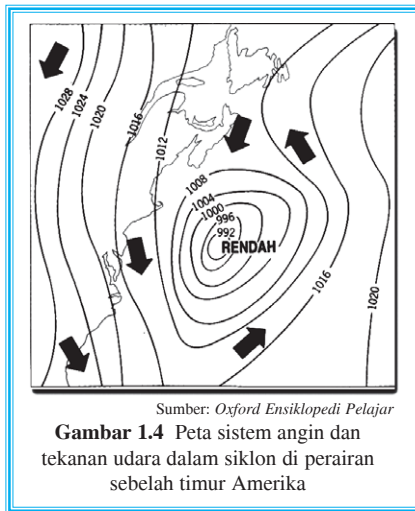 1028
1024
1020
1016
1012
1008
1004
1000
996
992
RENDAH
1016
1020
Sumber: Oxford Ensiklopedi Pelajar
Gambar 1.4 Peta sistem angin dan
tekanan udara dalam siklon di perairan
sebelah timur Amerika